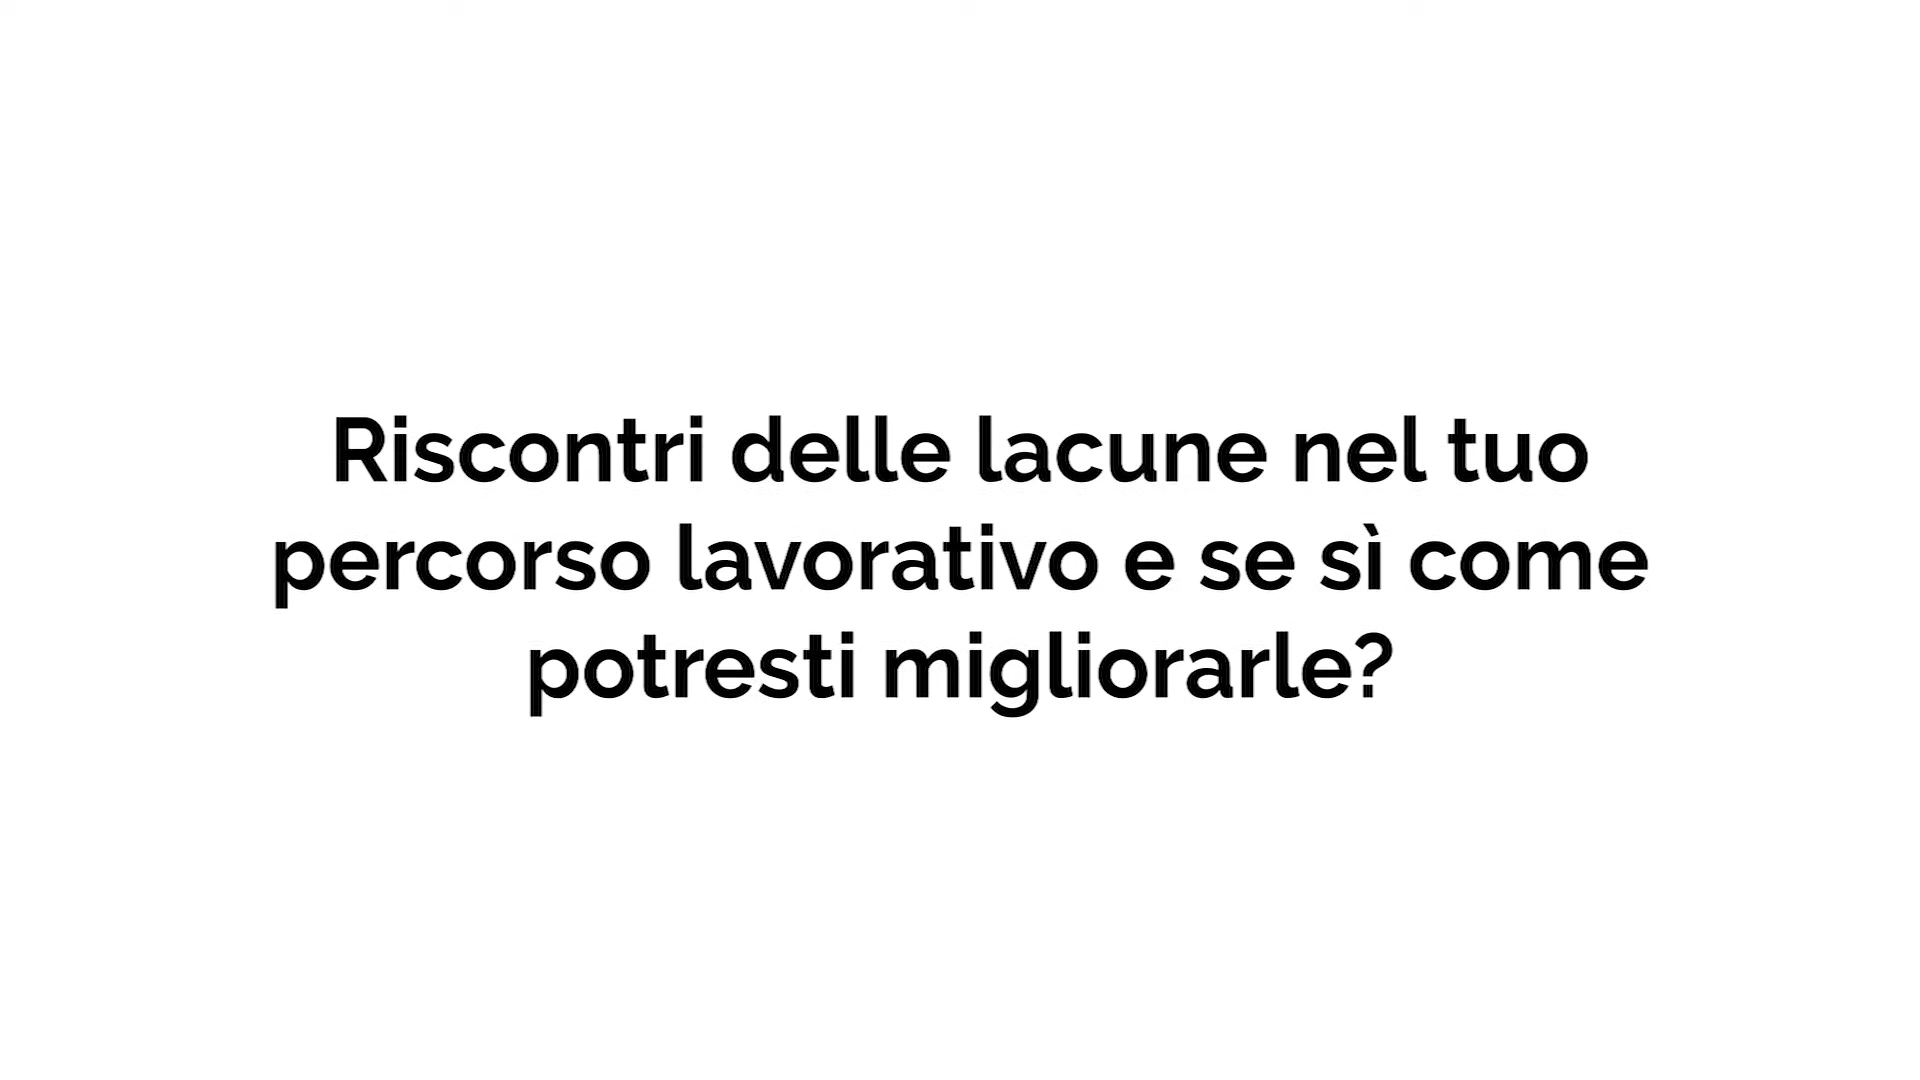 Riscontri delle lacune nel tuo
percorso lavorativo e se sì come
potresti migliorarle?